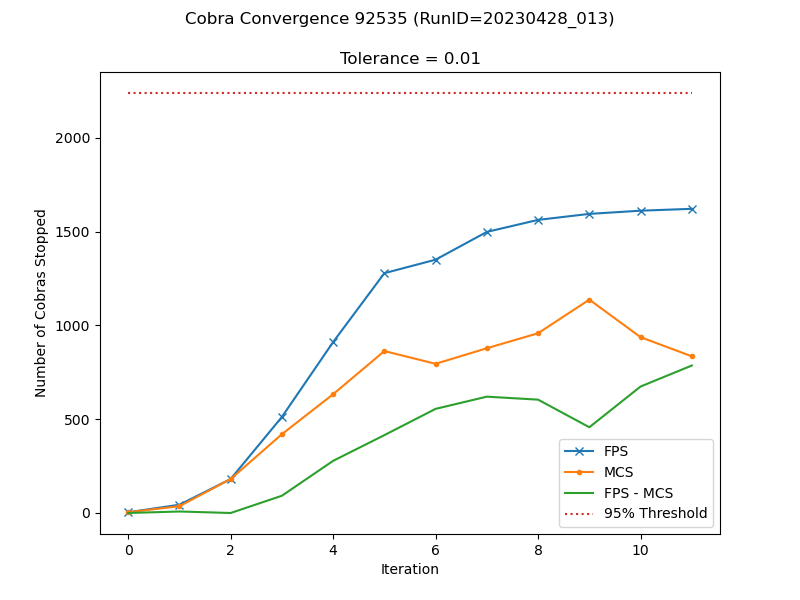 Cobra Convergence 92535 (RunID=20230428_013)
Tolerance = 0.01
Number of Cobras Stopped
2000
1500
1000
500
0
0 2 4 6 8 10
Iteration
FPS
MCS
FPS - MCS
95% Threshold